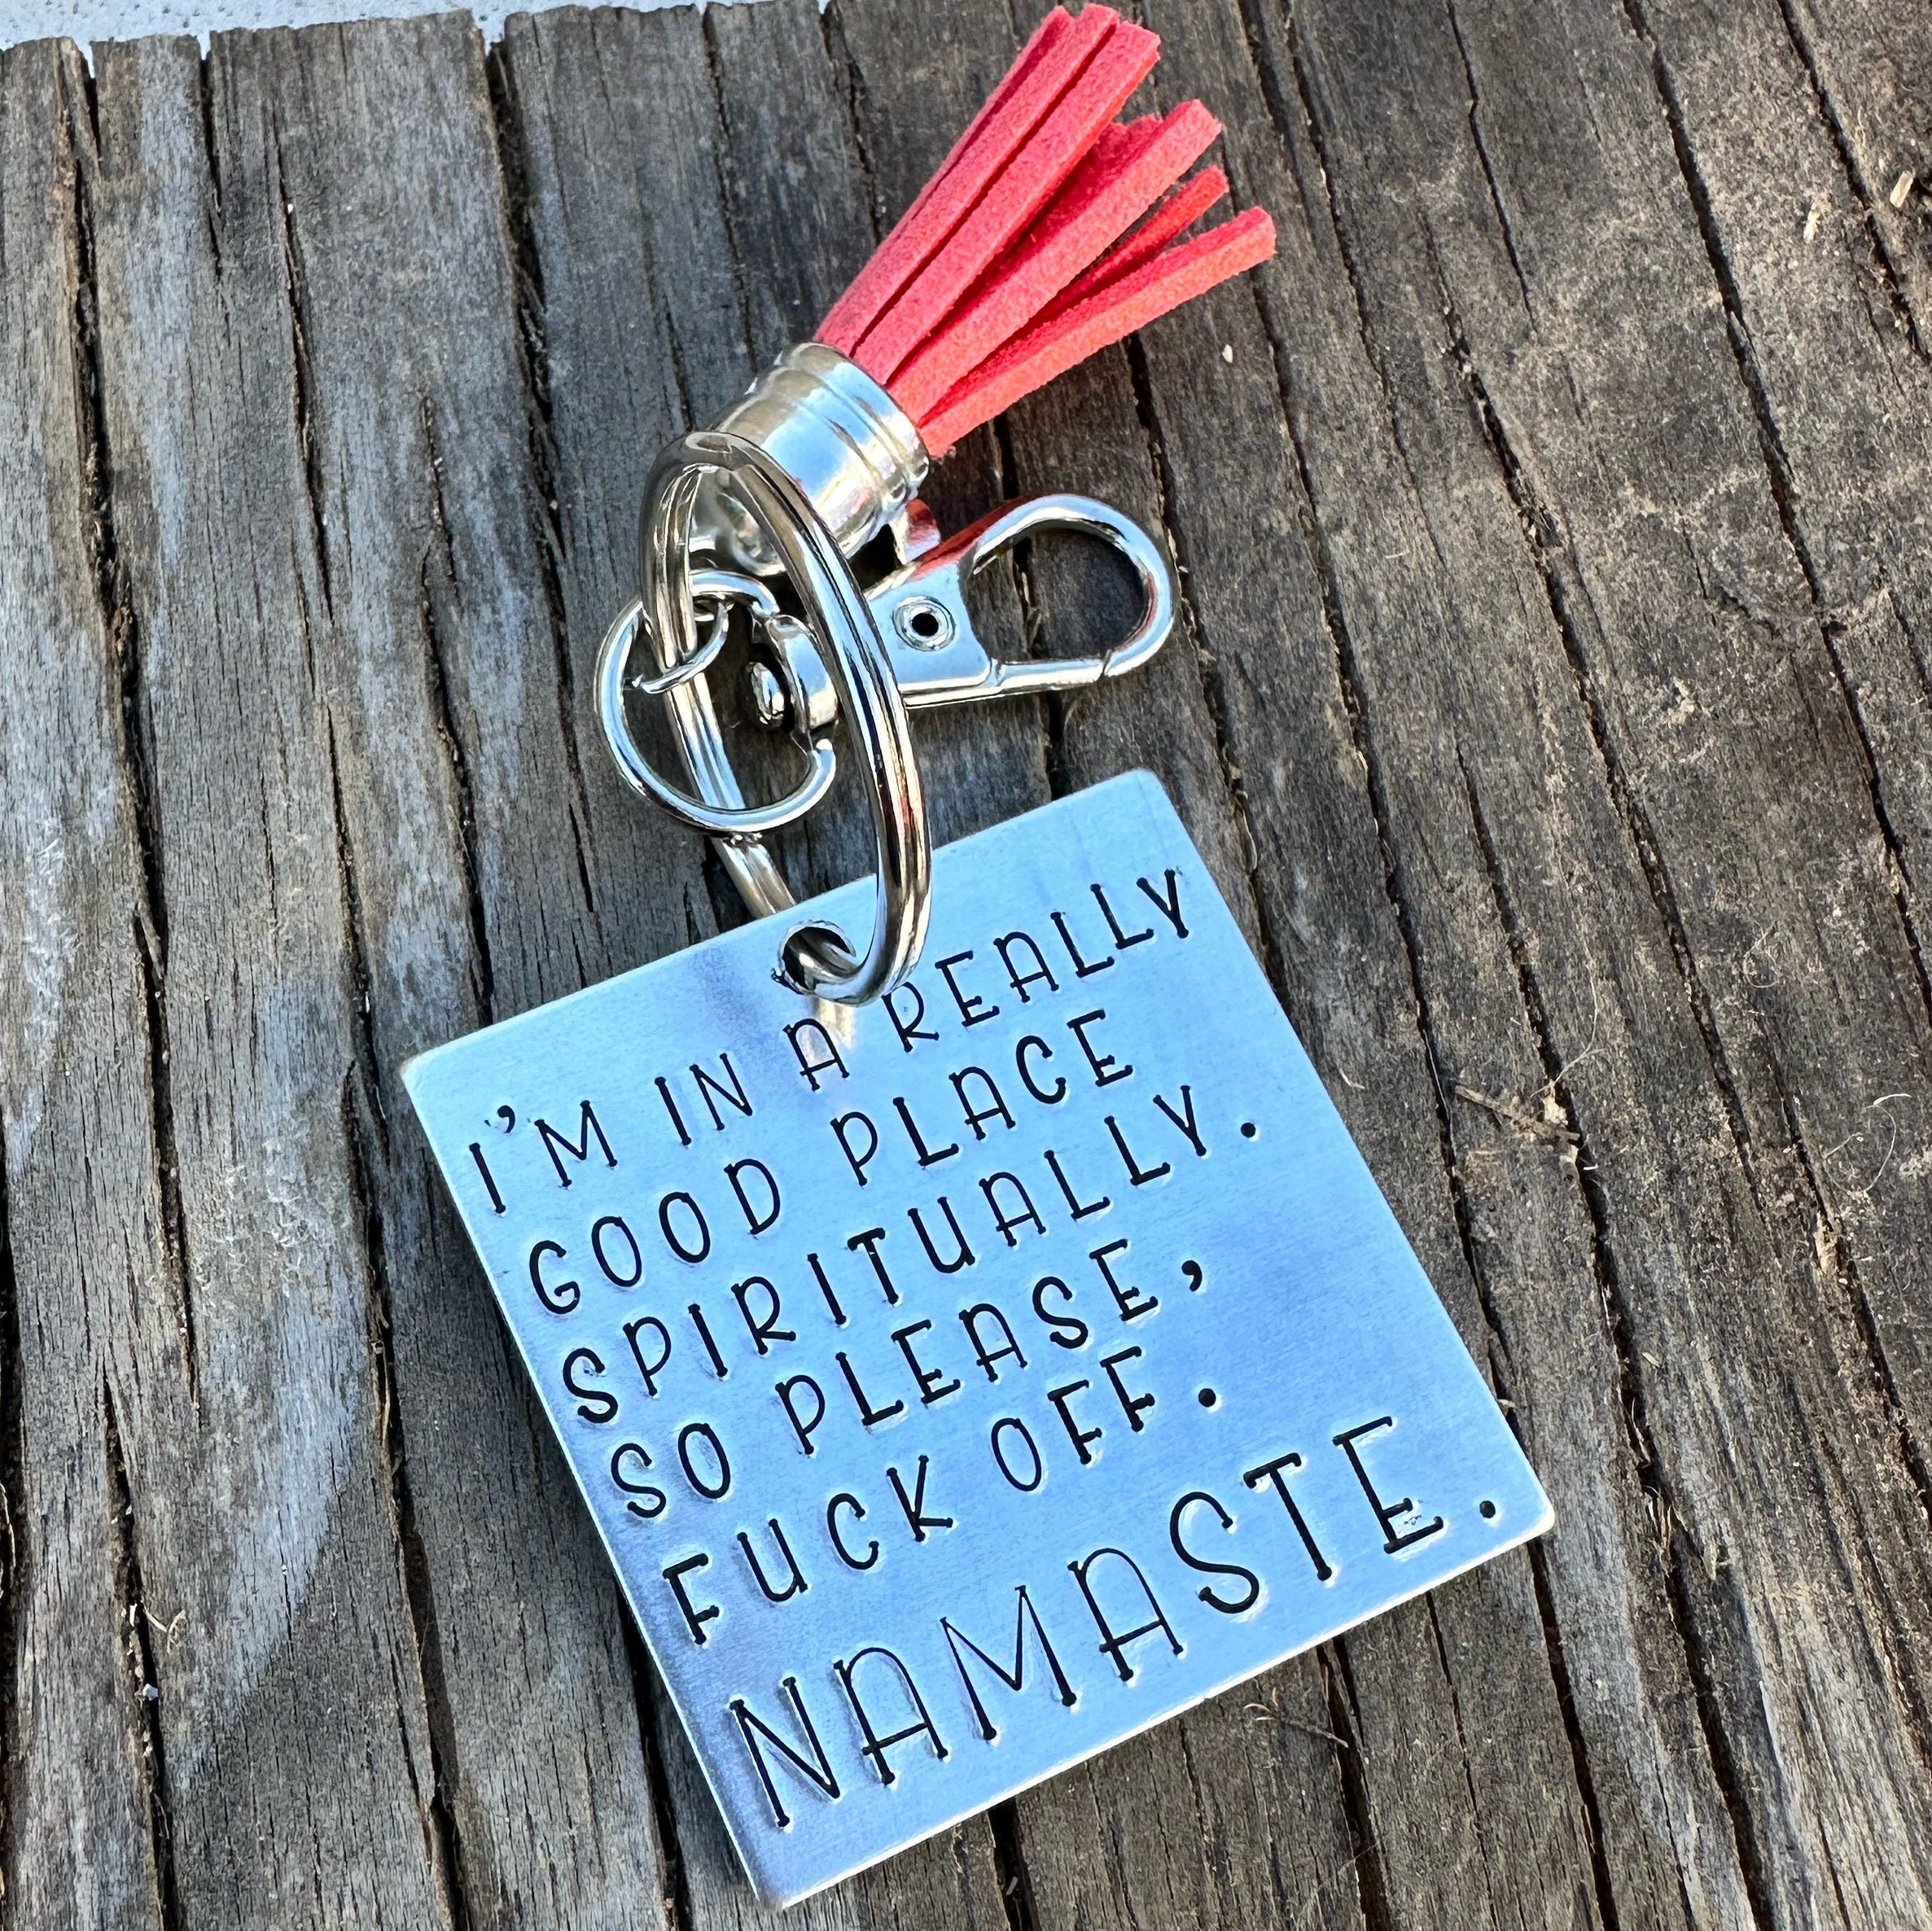 I'M IN A REALLY
GOOD PLACE
SPIRITUALLY.
SO PLEASE,
FUCK OFF.
NAMASTE.